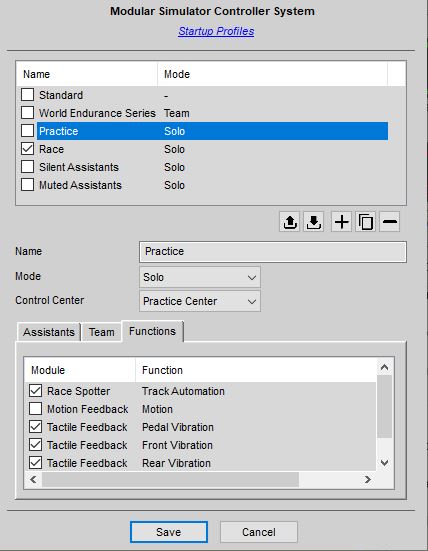 Modular Simulator Controller System
Startup Profiles
Name Mode
Standard -
World Endurance Series Team
Practice Solo
Race Solo
Silent Assistants Solo
Muted Assistants Solo
Name Practice
Mode Solo
Control Center Practice Center
Assistants Team Functions
Module Function
Race Spotter Track Automation
Motion Feedback Motion
Tactile Feedback Pedal Vibration
Tactile Feedback Front Vibration
Tactile Feedback Rear Vibration
Save Cancel